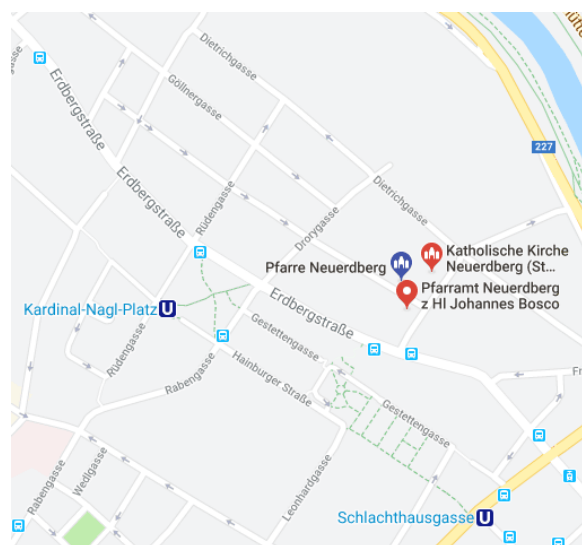 Dietrichgasse
Göllnergasse
Erdbergstraße
Erdbergstraße
Rüdengasse
Drorygasse
Dietrichgasse
227
Pfarre Neuerdberg
Katholische Kirche
Neuerdberg (St...
Pfarramt Neuerdberg
z Hl Johannes Bosco
Kardinal-Nagl-Platz
U
Erdbergstraße
Gestettengasse
Rüdengasse
Hainburger Straße
Rabengasse
Gestettengasse
Wedlgasse
Rabengasse
Leonhardgasse
Schlachthausgasse
U